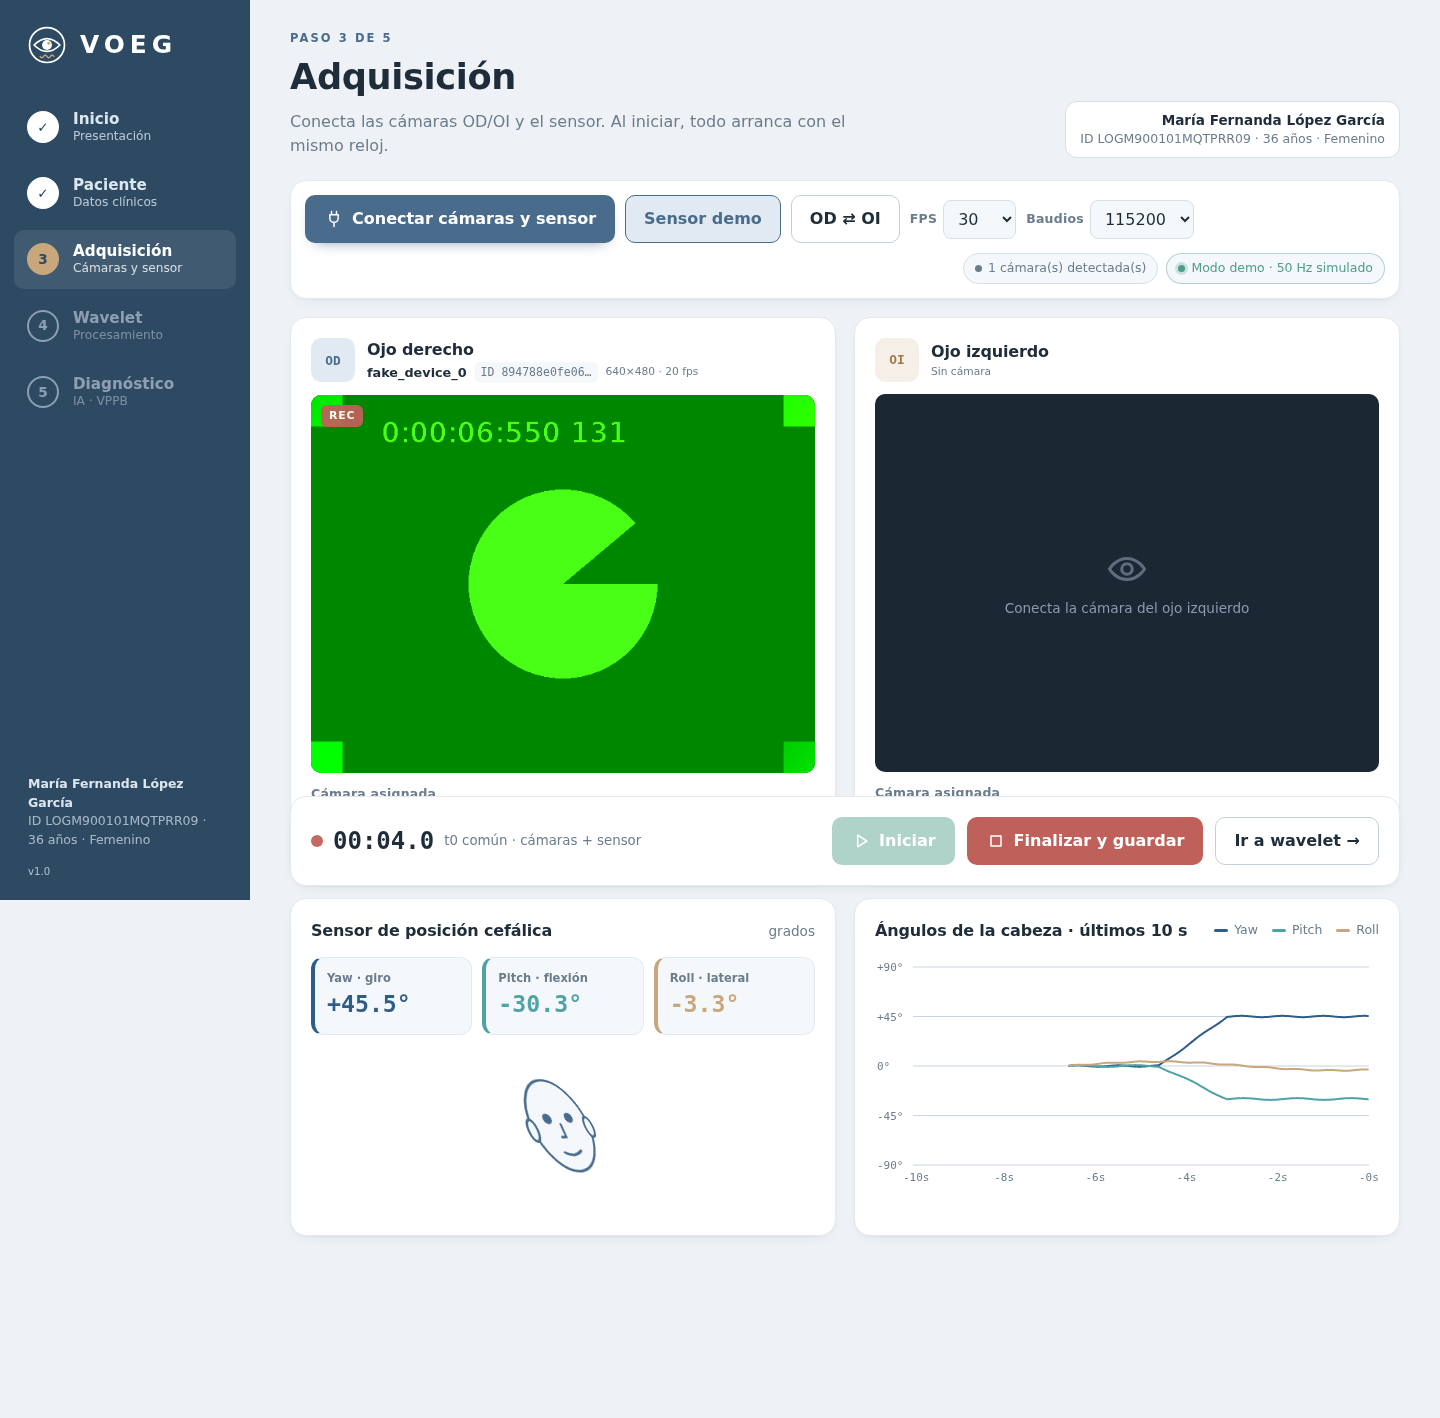 VOEG
✓
Inicio
Presentación
✓
Paciente
Datos clínicos
3
Adquisición
Cámaras y sensor
4
Wavelet
Procesamiento
5
Diagnóstico
IA · VPPB
María Fernanda López
García
ID LOGM900101MQTPRR09 ·
36 años · Femenino
v1.0
PASO 3 DE 5
Adquisición
Conecta las cámaras OD/OI y el sensor. Al iniciar, todo arranca con el
mismo reloj.
María Fernanda López García
ID LOGM900101MQTPRR09 · 36 años · Femenino
Conectar cámaras y sensor
Sensor demo
OD ⇄ OI
FPS 30
Baudios 115200
1 cámara(s) detectada(s)
Modo demo · 50 Hz simulado
OD
Ojo derecho
fake_device_0 ID 894788e0fe06… 640×480 · 20 fps
REC
0:00:06:550 131
Cámara asignada
OI
Ojo izquierdo
Sin cámara
Conecta la cámara del ojo izquierdo
Cámara asignada
00:04.0 t0 común · cámaras + sensor
Iniciar
Finalizar y guardar
Ir a wavelet →
Sensor de posición cefálica
grados
Yaw · giro
+45.5°
Pitch · flexión
-30.3°
Roll · lateral
-3.3°
Ángulos de la cabeza · últimos 10 s
Yaw Pitch Roll
+90°
+45°
0°
-45°
-90°
-10s -8s -6s -4s -2s -0s